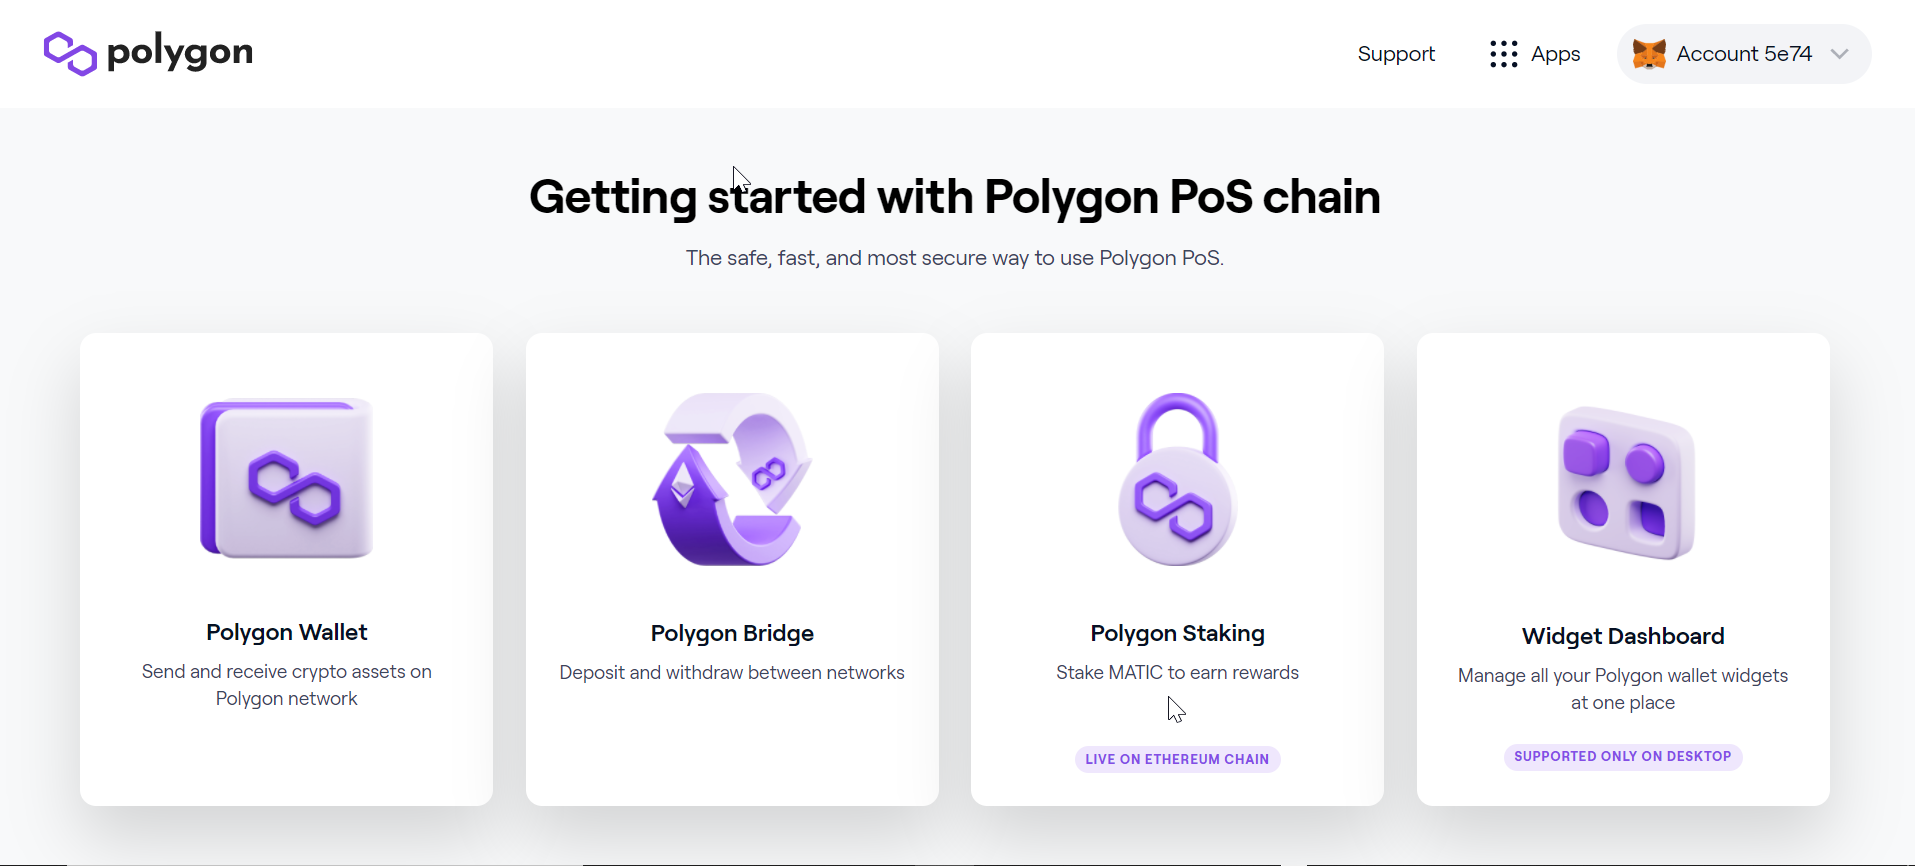 polygon
Support
Apps
Account 5e74
Getting started with Polygon PoS chain
The safe, fast, and most secure way to use Polygon PoS.
Polygon Wallet
Send and receive crypto assets on
Polygon network
Polygon Bridge
Deposit and withdraw between networks
Polygon Staking
Stake MATIC to earn rewards
LIVE ON ETHEREUM CHAIN
Widget Dashboard
Manage all your Polygon wallet widgets
at one place
SUPPORTED ONLY ON DESKTOP